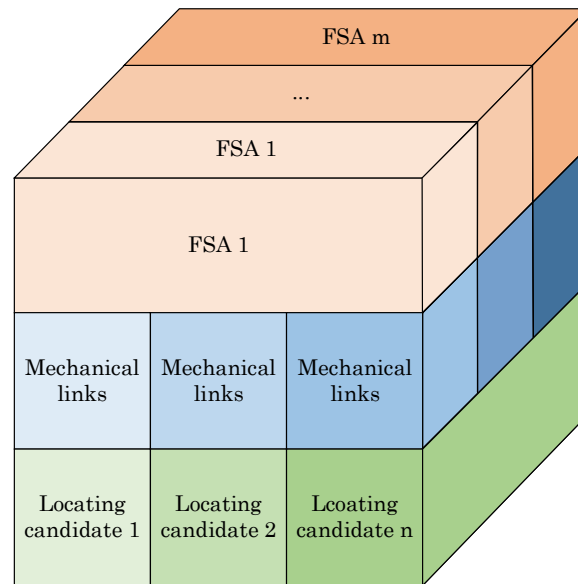 FSA m
...
FSA 1
FSA 1
Mechanical links
Mechanical links
Mechanical links
Locating candidate 1
Locating candidate 2
Lcoating candidate n